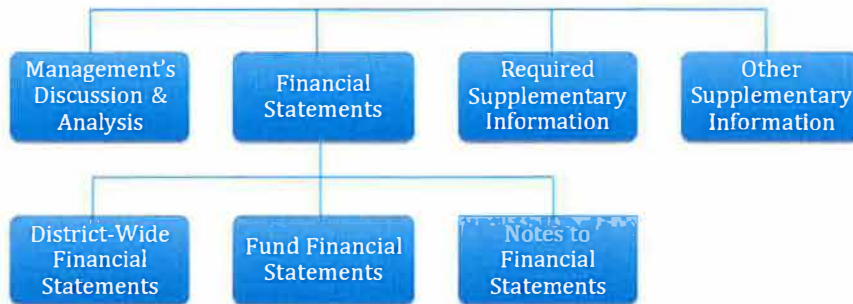 Management's
Discussion &
Analysis
Financial
Statements
Required
Supplementary
Information
Other
Supplementary
Information
District-Wide
Financial
Statements
Fund Financial
Statements
Notes to
Financial
Statements